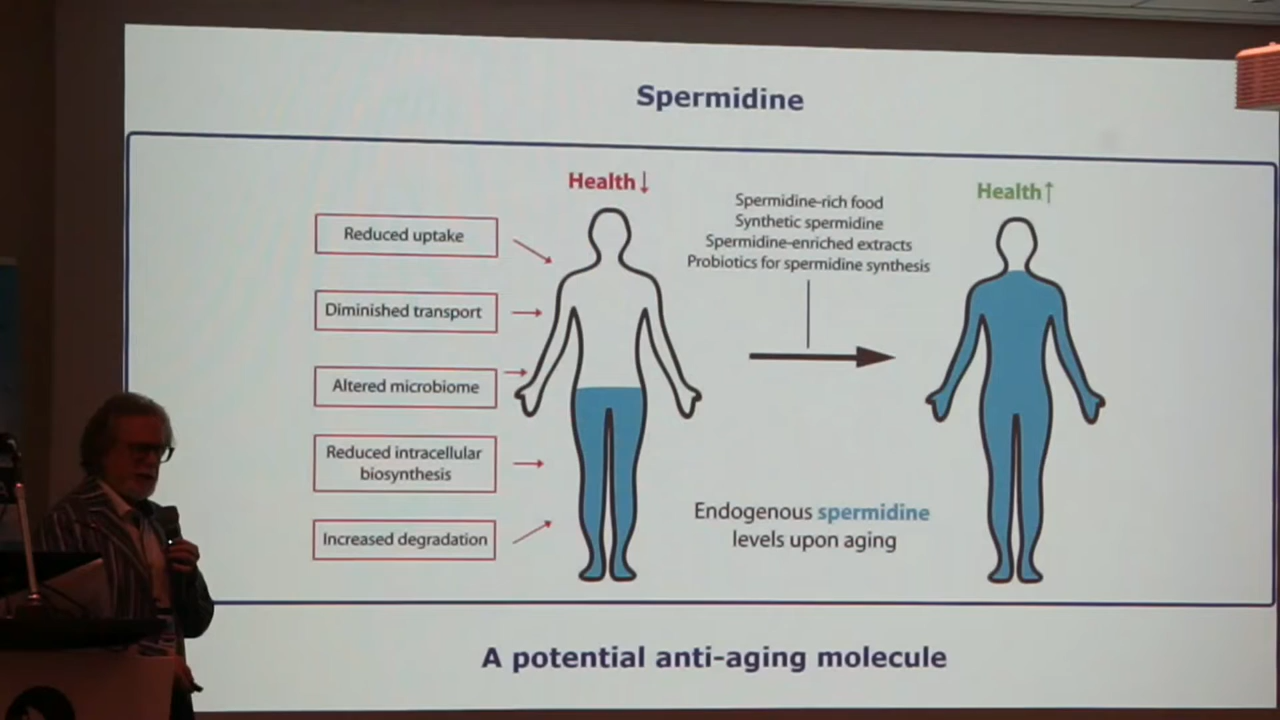 Spermidine
Health↓
Reduced uptake
Diminished transport
Altered microbiome
Reduced intracellular
biosynthesis
Increased degradation
Spermidine-rich food
Synthetic spermidine
Spermidine-enriched extracts
Probiotics for spermidine synthesis
Health↑
Endogenous spermidine
levels upon aging
A potential anti-aging molecule